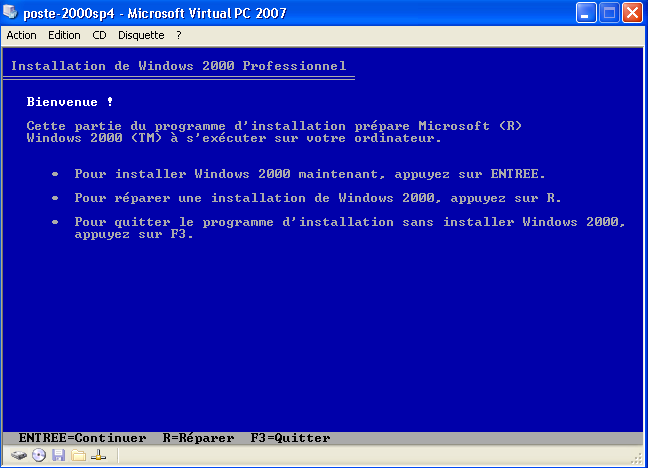 poste-2000sp4 - Microsoft Virtual PC 2007
Action Edition CD Disquette ?
Installation de Windows 2000 Professionnel
Bienvenue !
Cette partie du programme d'installation prépare Microsoft (R)
Windows 2000 (TM) à s'exécuter sur votre ordinateur.
• Pour installer Windows 2000 maintenant, appuyez sur ENTREE.
• Pour réparer une installation de Windows 2000, appuyez sur R.
• Pour quitter le programme d'installation sans installer Windows 2000,
appuyez sur F3.
ENTREE=Continuer R=Réparer F3=Quitter